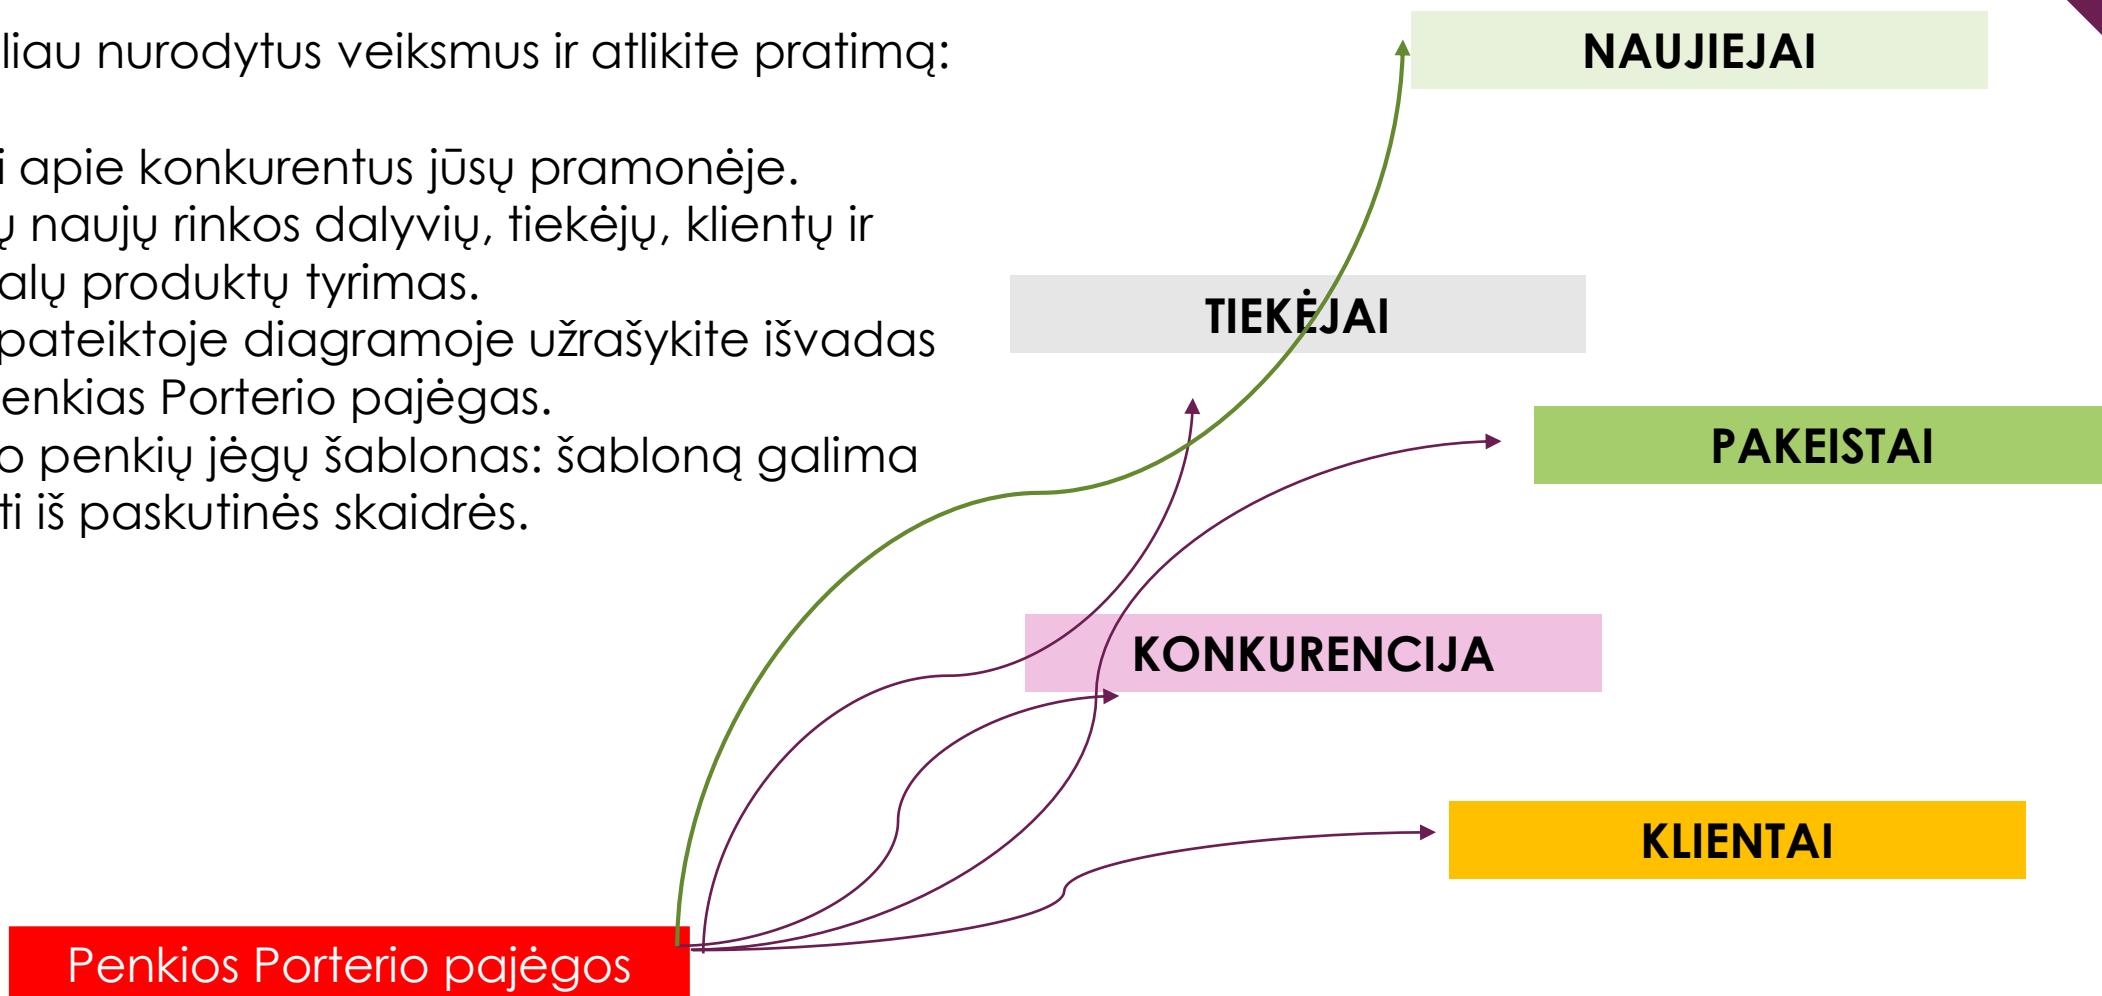 liau nurodytus veiksmus ir atlikite pratimą:
i apie konkurentus jūsų pramonėje.
ų naujų rinkos dalyvių, tiekėjų, klientų ir
alų produktų tyrimas.
pateiktoje diagramoje užrašykite išvadas
enkias Porterio pajėgas.
o penkių jėgų šablonas: šabloną galima
ti iš paskutinės skaidrės.
NAUJIEJAI
TIEKĖJAI
PAKEISTAI
KONKURENCIJA
KLIENTAI
Penkios Porterio pajėgos